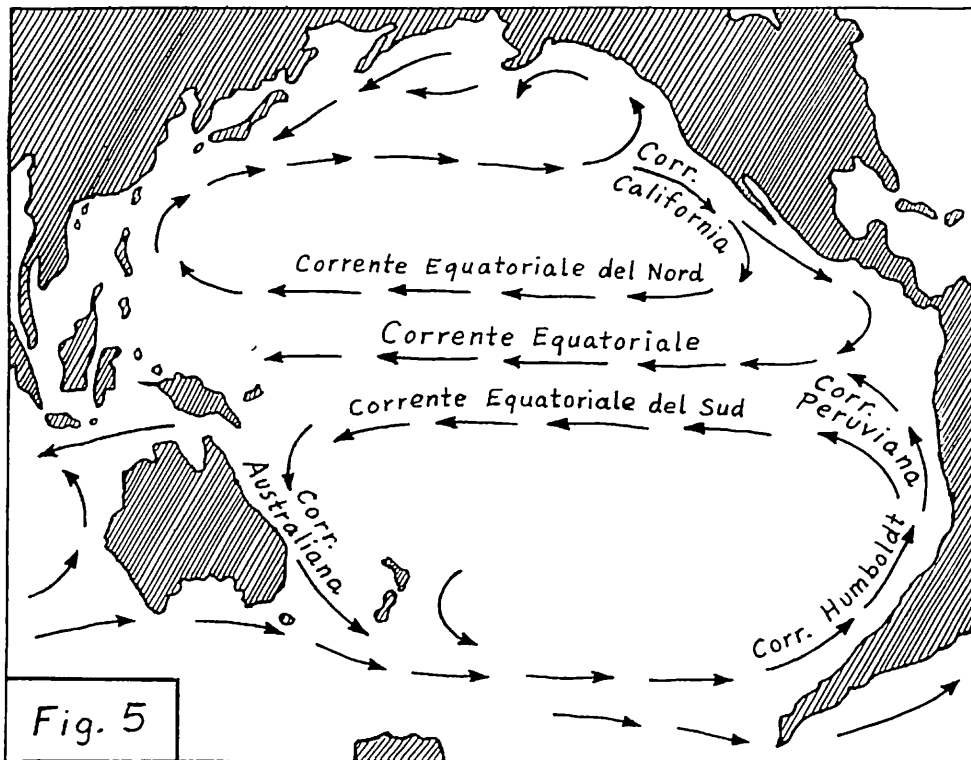 Corr.
California
Corrente Equatoriale del Nord
Corrente Equatoriale
Corr.
Peruviana
Corrente Equatoriale del Sud
Corr.
Australiana
Corr. Humboldt
Fig. 5